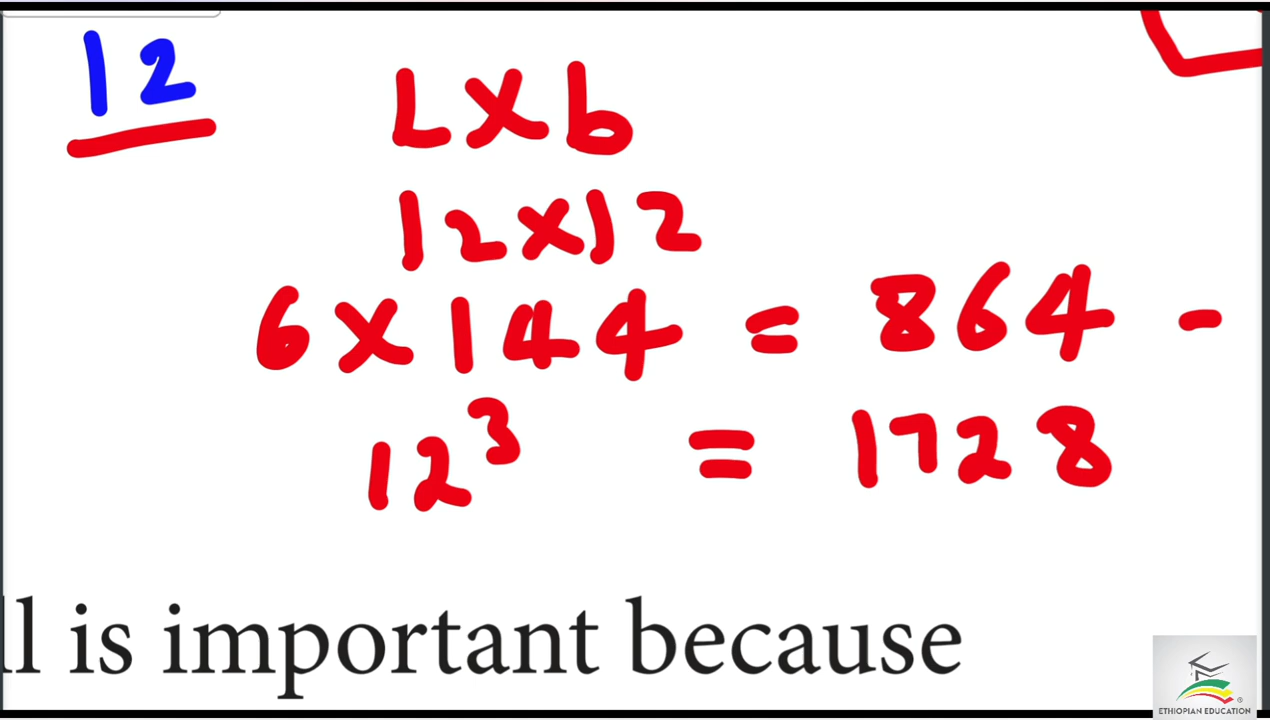 12
L x b
12 x 12
6 x 144 = 864 -
12³ = 1728
ll is important because
ETHIOPIAN EDUCATION